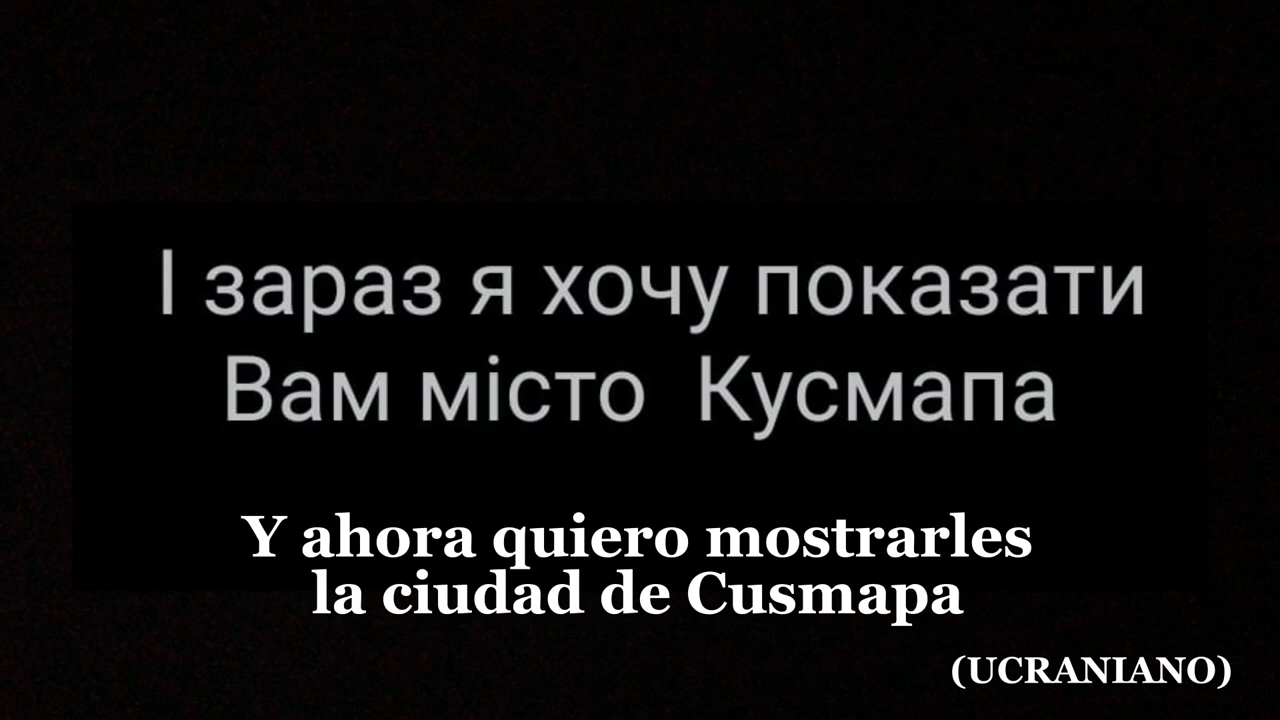 І зараз я хочу показати
Вам місто  Кусмапа
Y ahora quiero mostrarles
la ciudad de Cusmapa
(UCRANIANO)